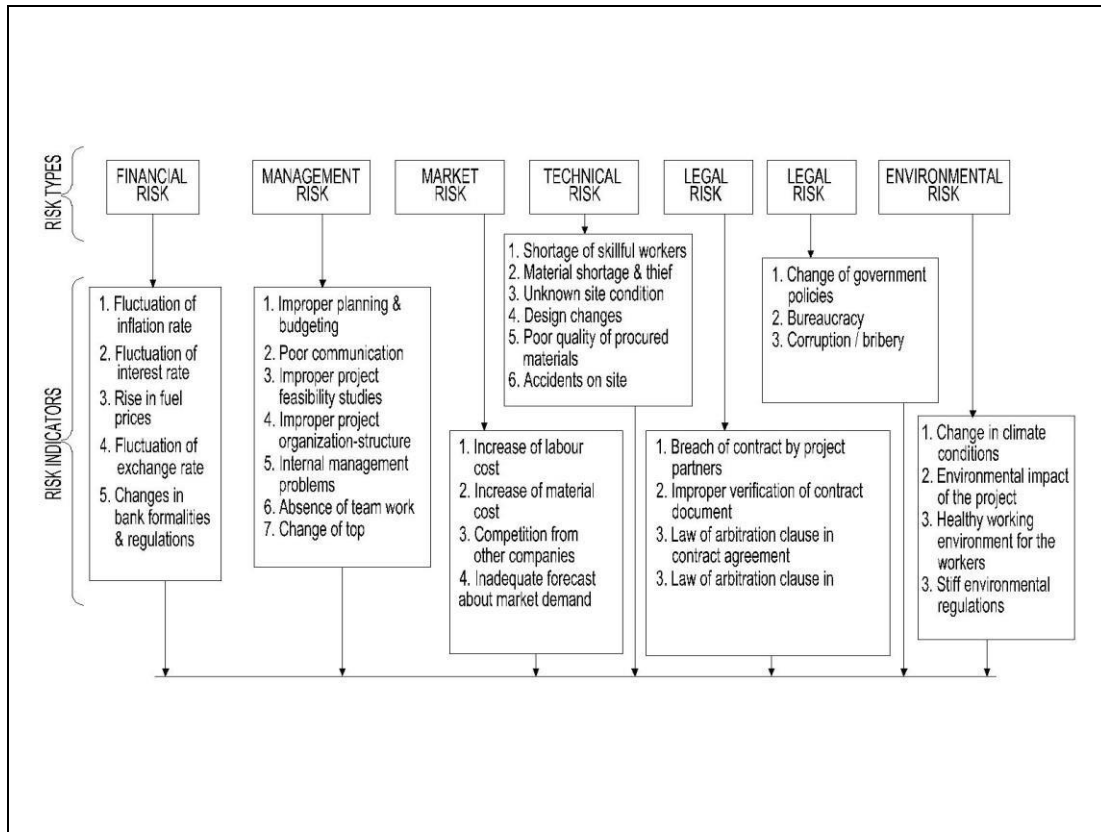 RISK TYPES
FINANCIAL
RISK
MANAGEMENT
RISK
MARKET
RISK
TECHNICAL
RISK
LEGAL
RISK
LEGAL
RISK
ENVIRONMENTAL
RISK
RISK INDICATORS
1. Fluctuation of
inflation rate
2. Fluctuation of
interest rate
3. Rise in fuel
prices
4. Fluctuation of
exchange rate
5. Changes in
bank formalities
& regulations
1. Improper planning &
budgeting
2. Poor communication
3. Improper project
feasibility studies
4. Improper project
organization-structure
5. Internal management
problems
6. Absence of team work
7. Change of top
1. Increase of labour
cost
2. Increase of material
cost
3. Competition from
other companies
4. Inadequate forecast
about market demand
1. Shortage of skillful workers
2. Material shortage & thief
3. Unknown site condition
4. Design changes
5. Poor quality of procured
materials
6. Accidents on site
1. Breach of contract by project
partners
2. Improper verification of contract
document
3. Law of arbitration clause in
contract agreement
3. Law of arbitration clause in
1. Change of government
policies
2. Bureaucracy
3. Corruption / bribery
1. Change in climate
conditions
2. Environmental impact
of the project
3. Healthy working
environment for the
workers
3. Stiff environmental
regulations